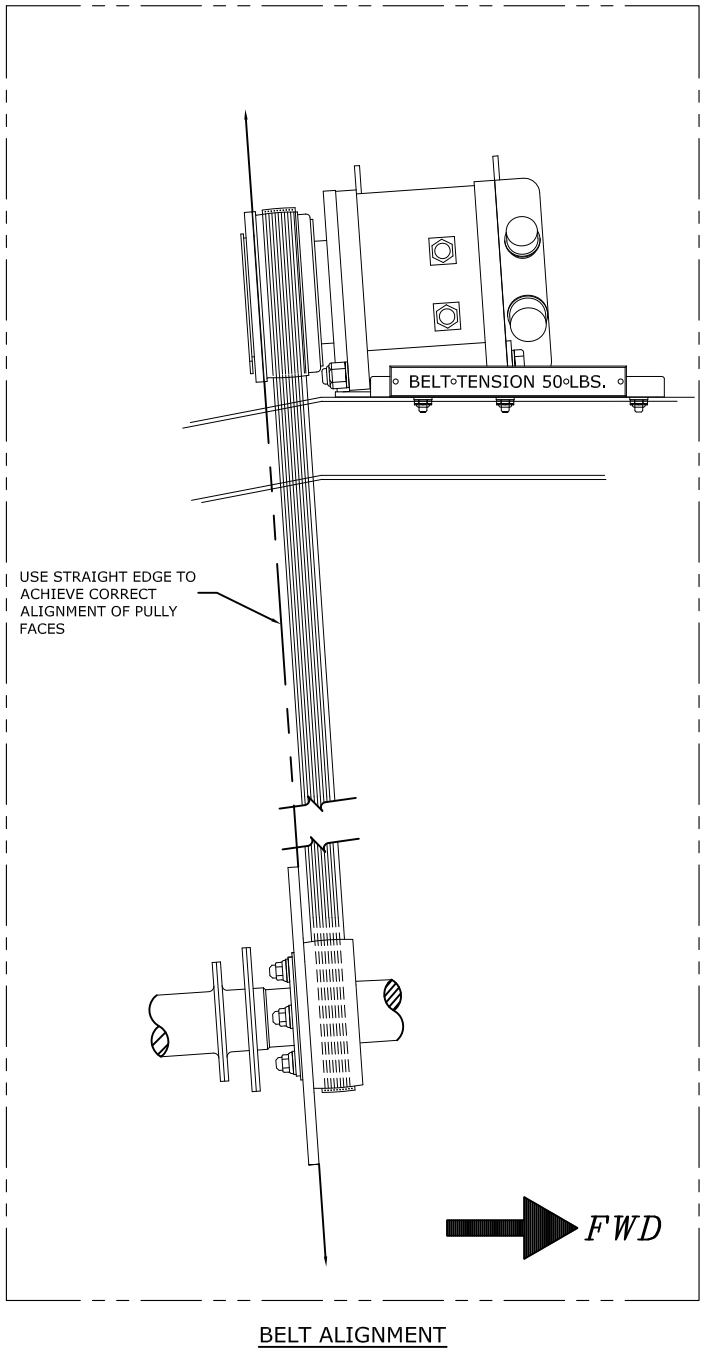 BELT TENSION 50 LBS.
USE STRAIGHT EDGE TO
ACHIEVE CORRECT
ALIGNMENT OF PULLY
FACES
FWD
BELT ALIGNMENT